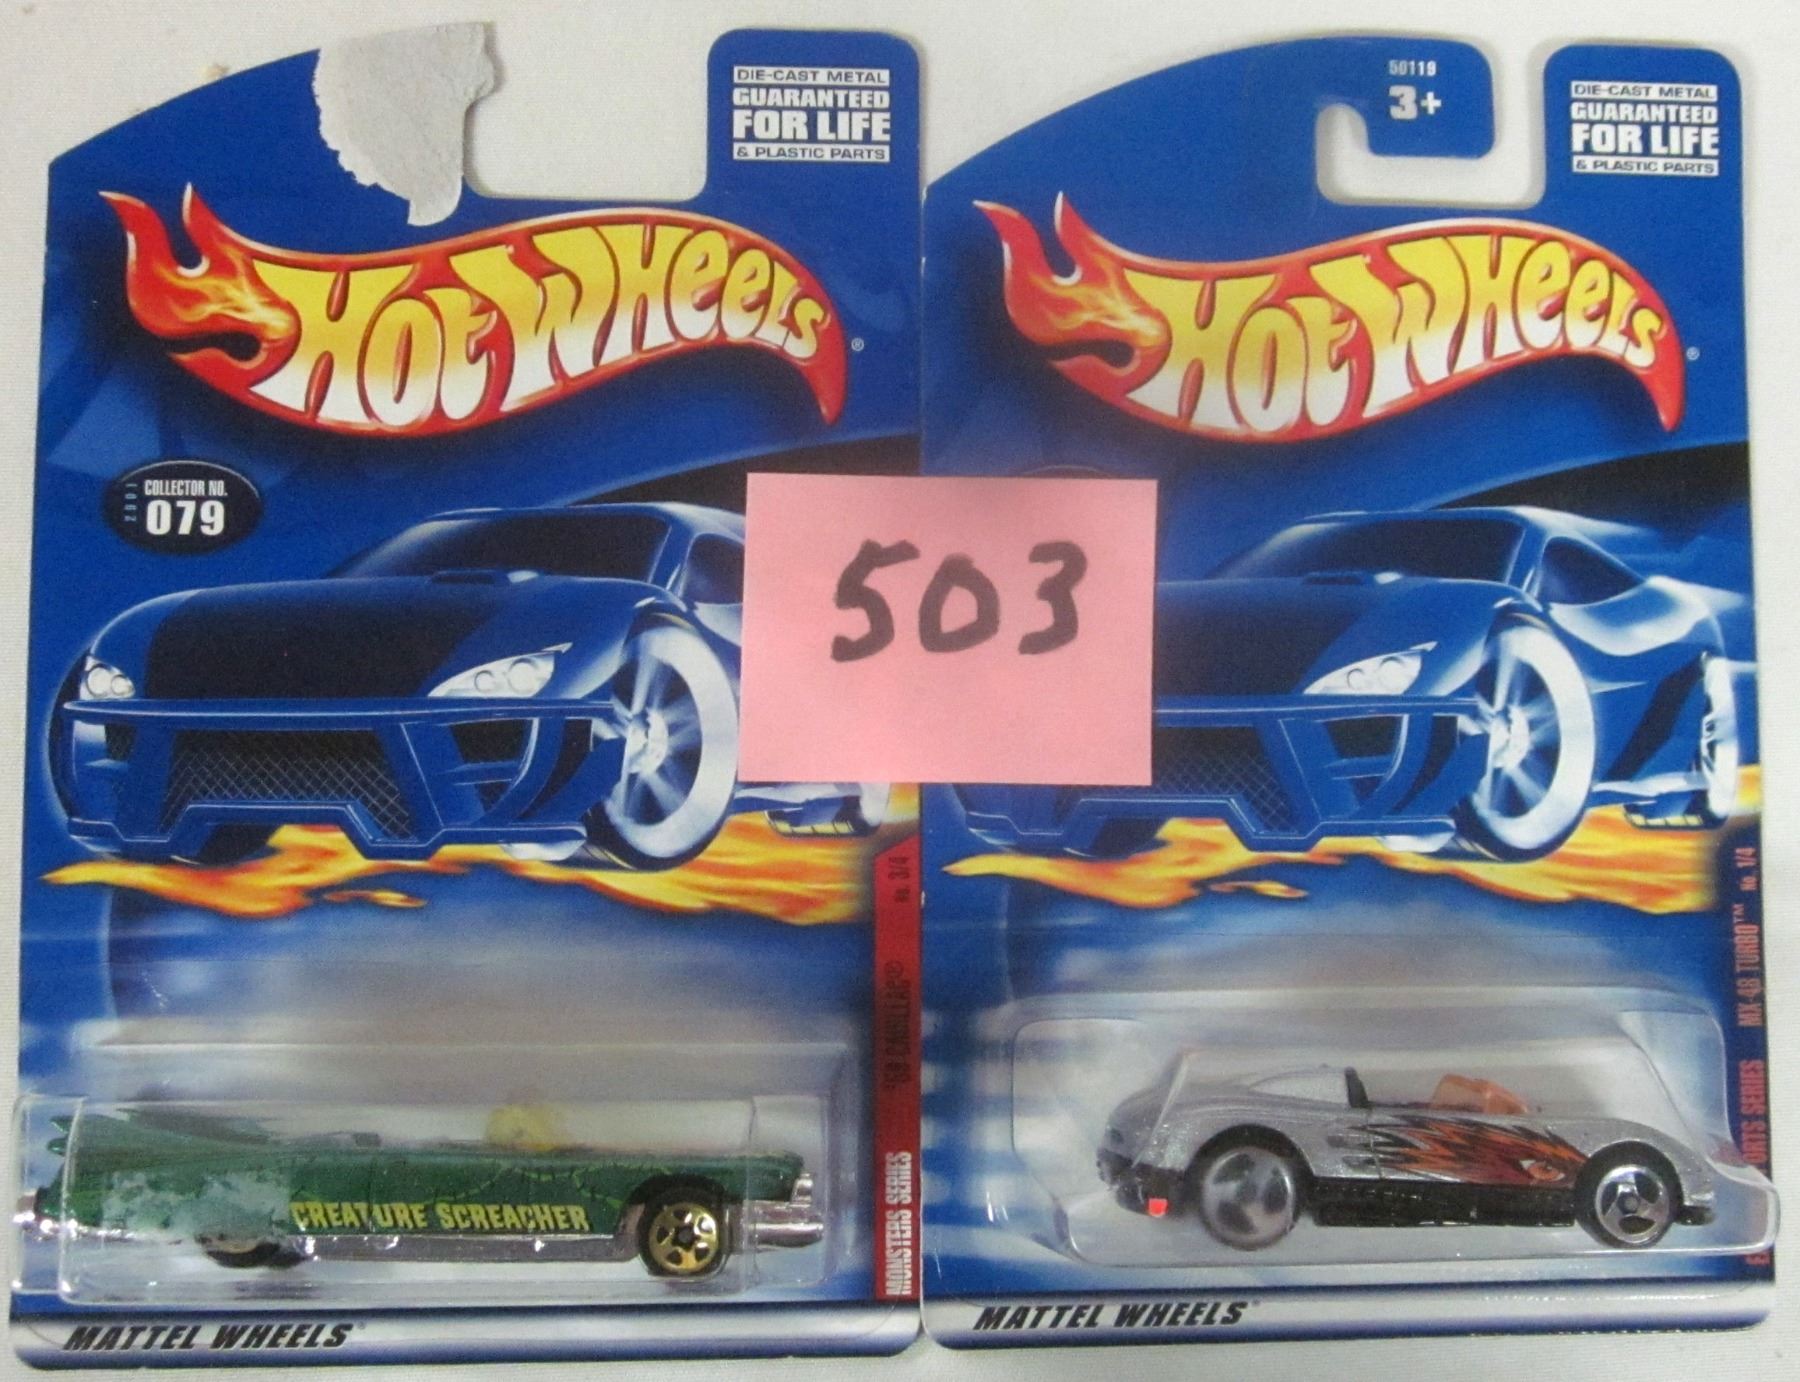 DIE-CAST METAL
GUARANTEED
FOR LIFE
& PLASTIC PARTS
HOT WHEELS®
2001
COLLECTOR NO.
079
'59 CADILLAC® No. 3/4
MONSTERS SERIES
CREATURE SCREACHER
MATTEL WHEELS
503
50119
3+
DIE-CAST METAL
GUARANTEED
FOR LIFE
& PLASTIC PARTS
HOT WHEELS®
MX-48 TURBO™ No. 1/4
SERIES
MATTEL WHEELS